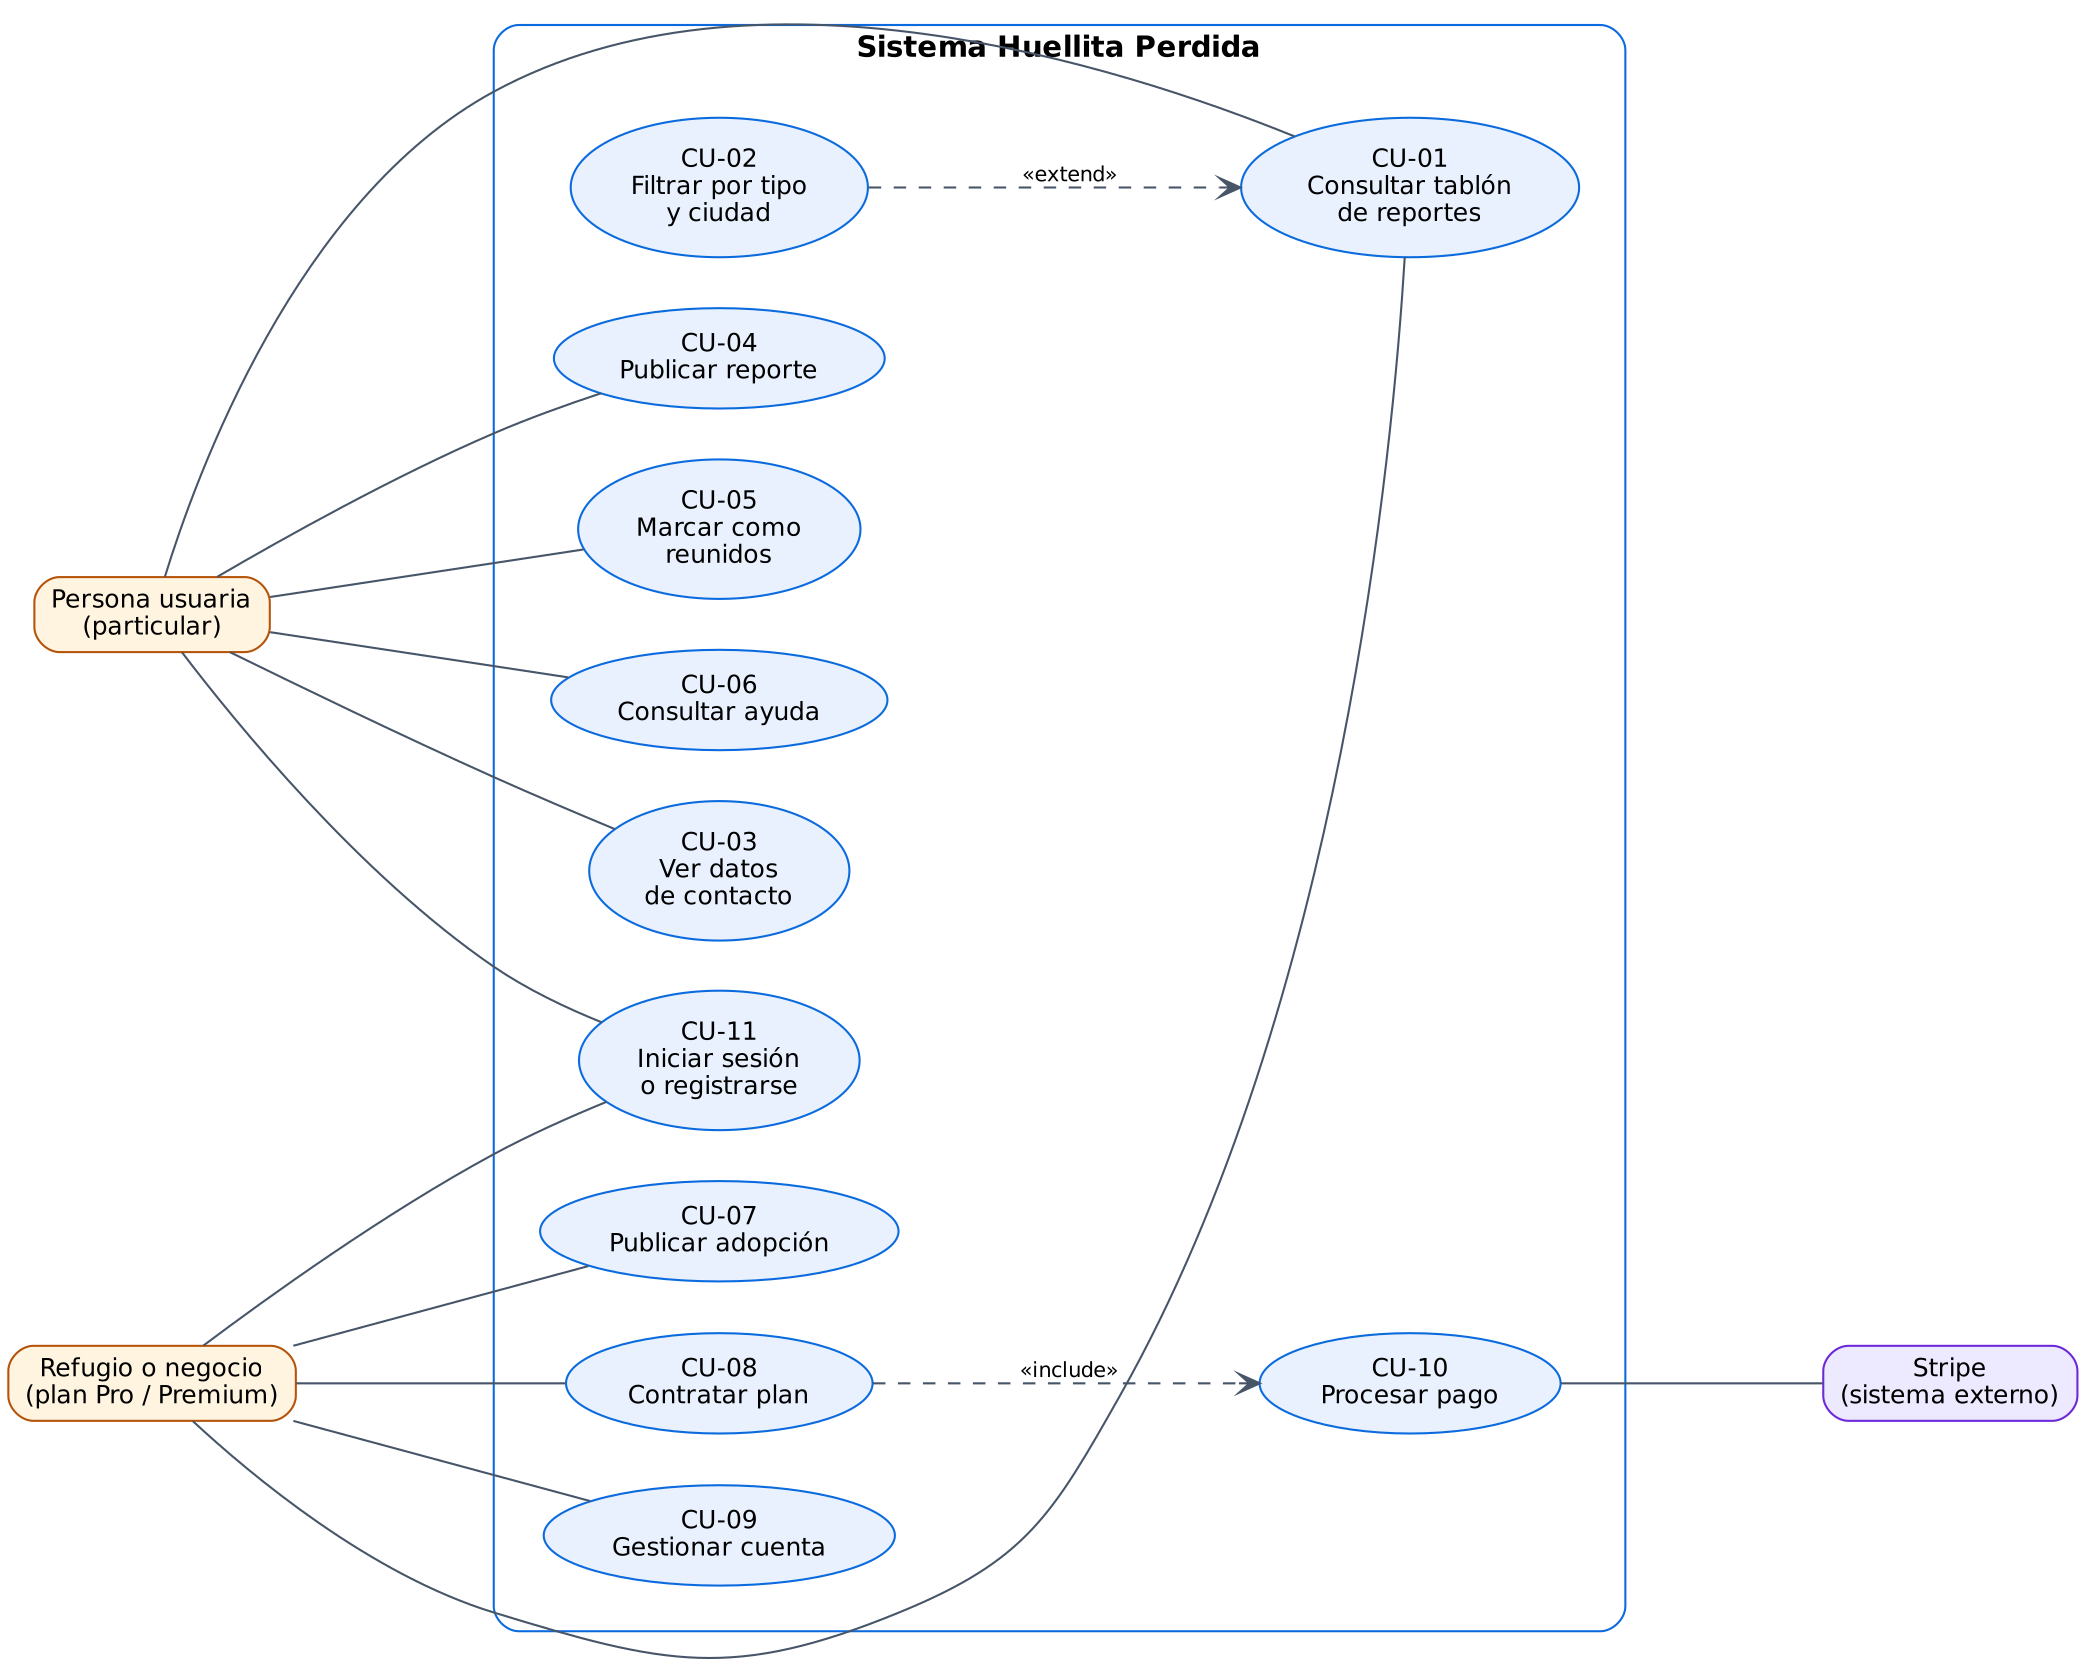 Sistema Huellita Perdida
CU-02
Filtrar por tipo
y ciudad
«extend»
CU-01
Consultar tablón
de reportes
CU-04
Publicar reporte
CU-05
Marcar como
reunidos
Persona usuaria
(particular)
CU-06
Consultar ayuda
CU-03
Ver datos
de contacto
CU-11
Iniciar sesión
o registrarse
CU-07
Publicar adopción
Refugio o negocio
(plan Pro / Premium)
CU-08
Contratar plan
«include»
CU-10
Procesar pago
Stripe
(sistema externo)
CU-09
Gestionar cuenta